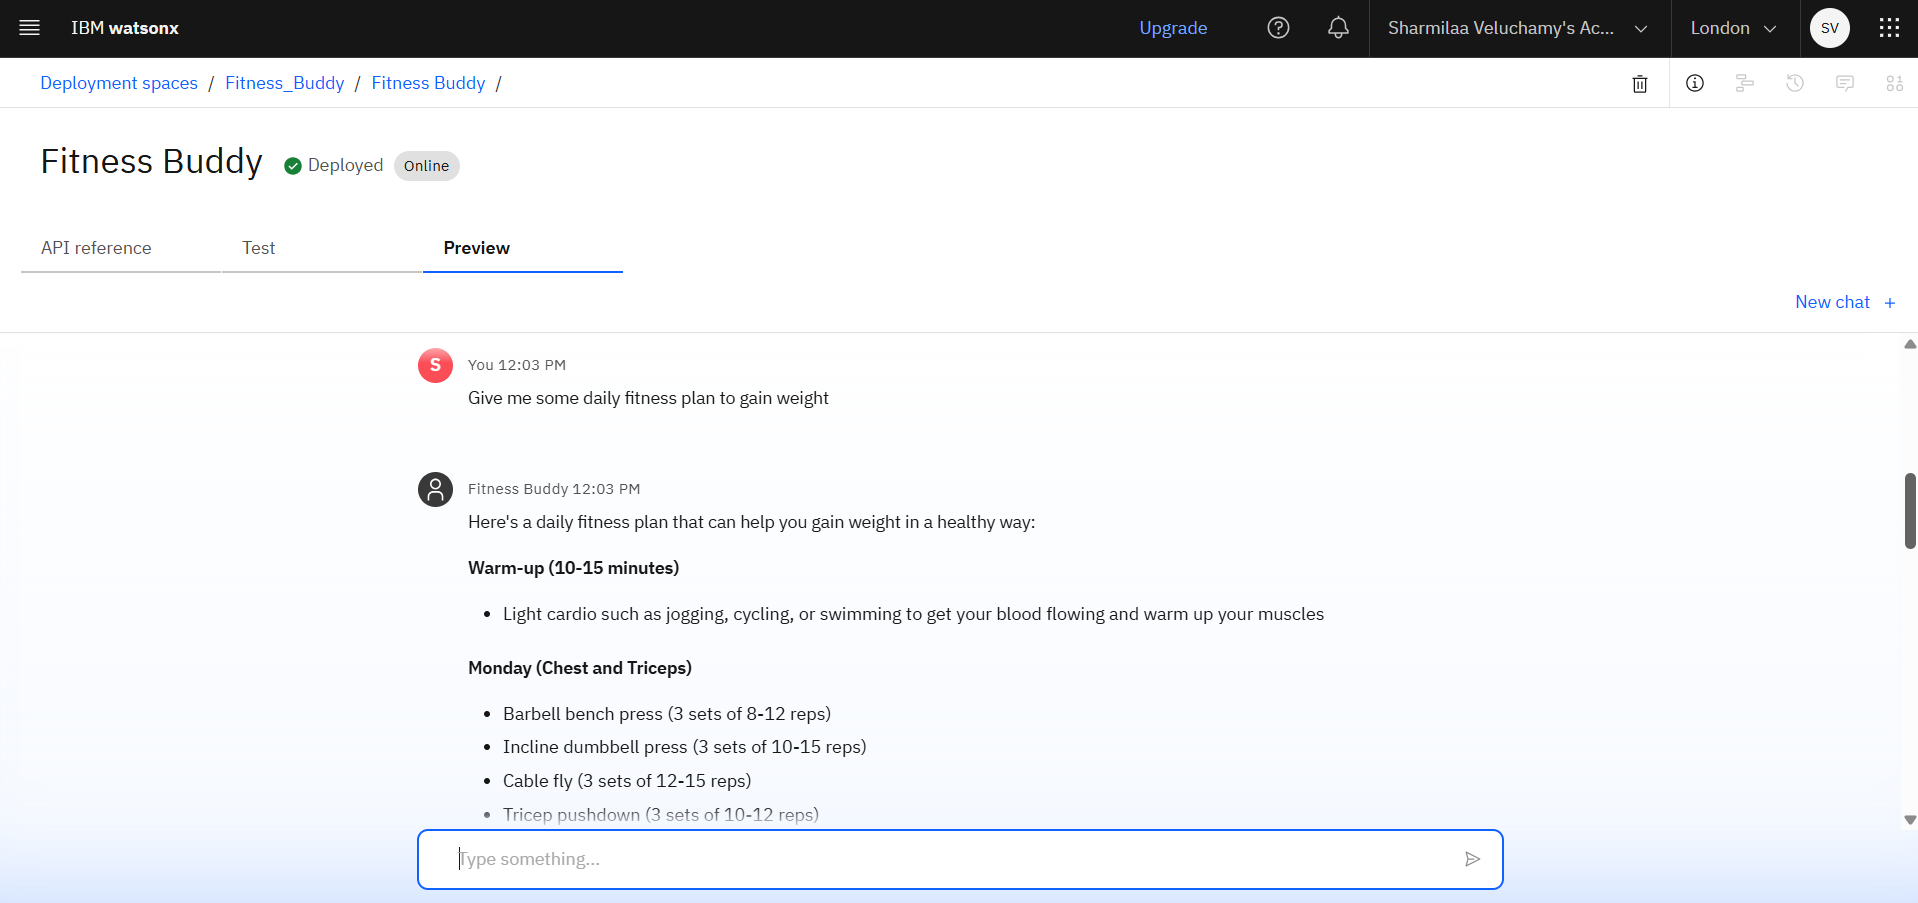 IBM watsonx
Upgrade
Sharmilaa Veluchamy's Ac...
London
SV
Deployment spaces / Fitness_Buddy / Fitness Buddy /
Fitness Buddy
Deployed
Online
API reference
Test
Preview
New chat +
S
You 12:03 PM
Give me some daily fitness plan to gain weight
Fitness Buddy 12:03 PM
Here's a daily fitness plan that can help you gain weight in a healthy way:
Warm-up (10-15 minutes)
• Light cardio such as jogging, cycling, or swimming to get your blood flowing and warm up your muscles
Monday (Chest and Triceps)
• Barbell bench press (3 sets of 8-12 reps)
• Incline dumbbell press (3 sets of 10-15 reps)
• Cable fly (3 sets of 12-15 reps)
• Tricep pushdown (3 sets of 10-12 reps)
Type something...